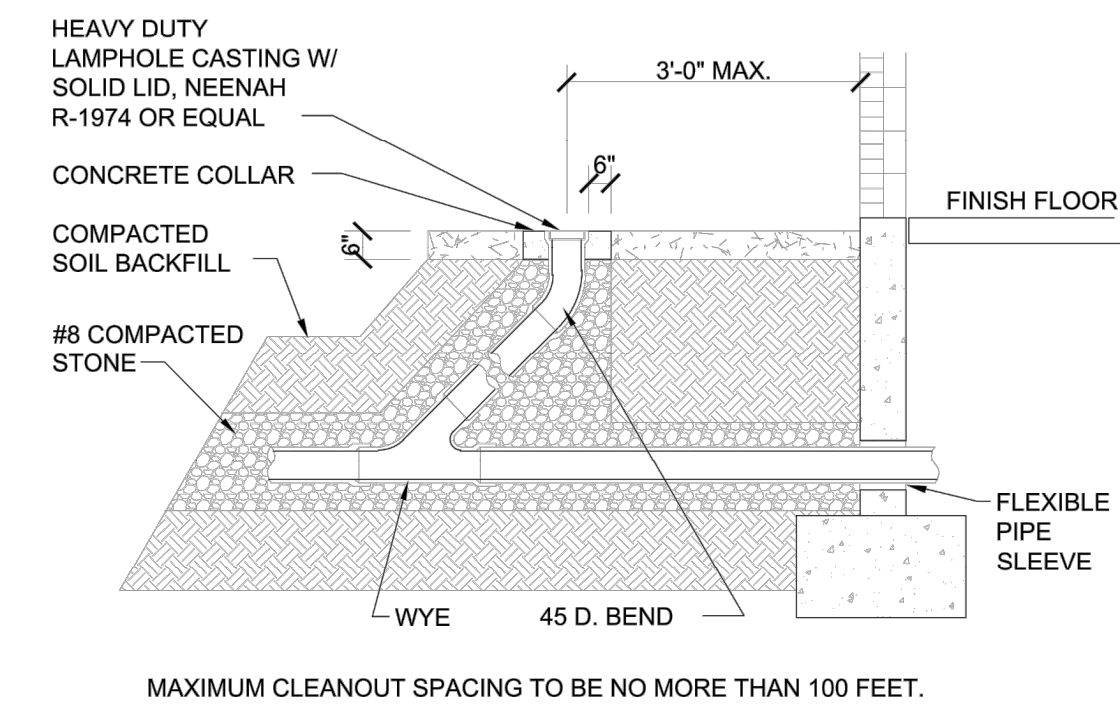 HEAVY DUTY
LAMPHOLE CASTING W/
SOLID LID, NEENAH
R-1974 OR EQUAL
3'-0" MAX.
6"
CONCRETE COLLAR
FINISH FLOOR
COMPACTED
SOIL BACKFILL
6"
#8 COMPACTED
STONE
FLEXIBLE
PIPE
SLEEVE
WYE
45 D. BEND
MAXIMUM CLEANOUT SPACING TO BE NO MORE THAN 100 FEET.